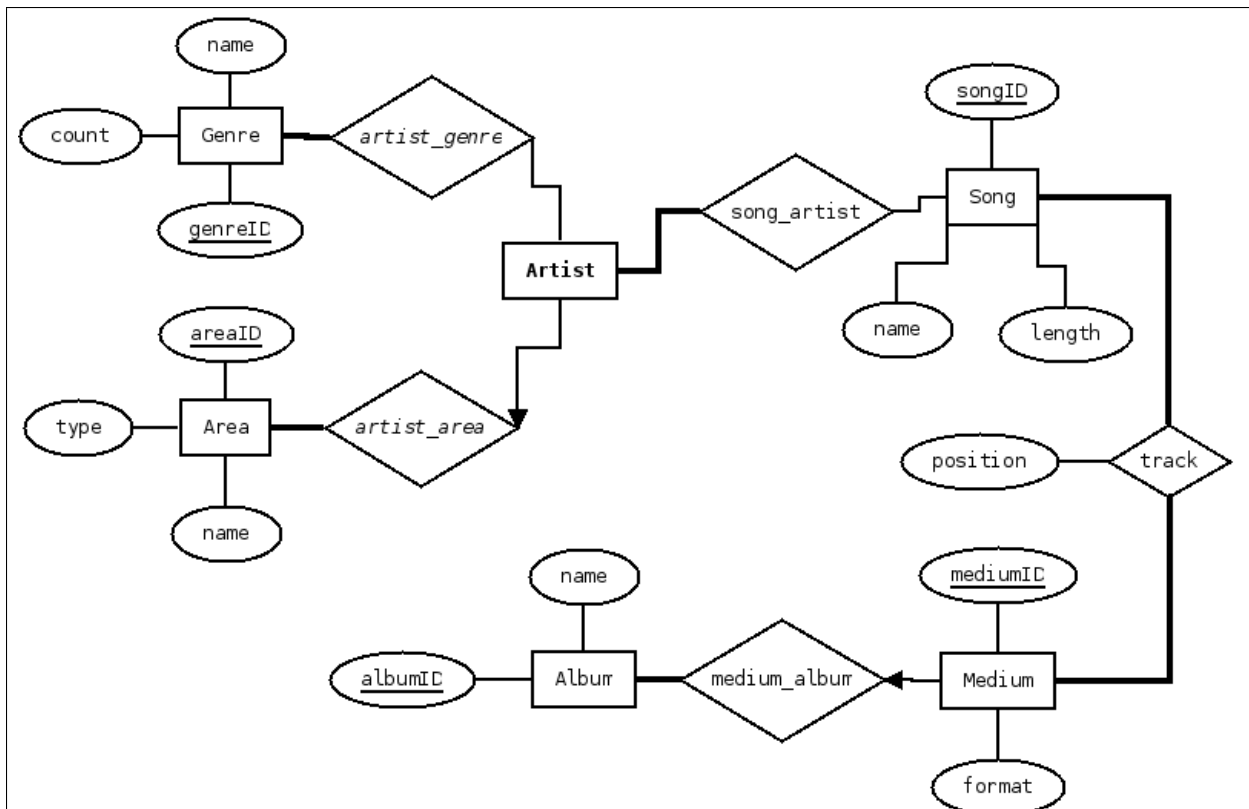 name
songID
count
Genre
artist_genre
Song
song_artist
genreID
Artist
name
length
areaID
type
Area
artist_area
position
track
name
name
mediumID
albumID
Album
medium_album
Medium
format